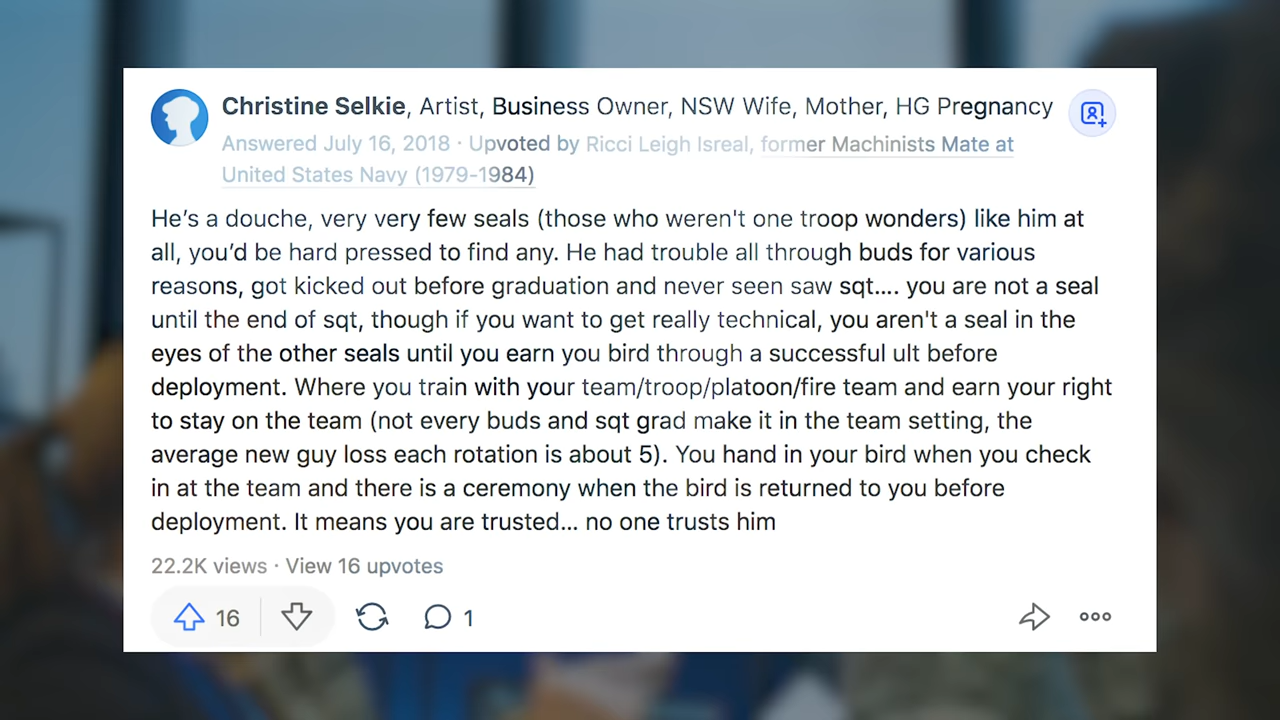 Christine Selkie, Artist, Business Owner, NSW Wife, Mother, HG Pregnancy
Answered July 16, 2018 · Upvoted by Ricci Leigh Isreal, former Machinists Mate at
United States Navy (1979-1984)
He's a douche, very very few seals (those who weren't one troop wonders) like him at
all, you'd be hard pressed to find any. He had trouble all through buds for various
reasons, got kicked out before graduation and never seen saw sqt.... you are not a seal
until the end of sqt, though if you want to get really technical, you aren't a seal in the
eyes of the other seals until you earn you bird through a successful ult before
deployment. Where you train with your team/troop/platoon/fire team and earn your right
to stay on the team (not every buds and sqt grad make it in the team setting, the
average new guy loss each rotation is about 5). You hand in your bird when you check
in at the team and there is a ceremony when the bird is returned to you before
deployment. It means you are trusted... no one trusts him
22.2K views · View 16 upvotes
16
1